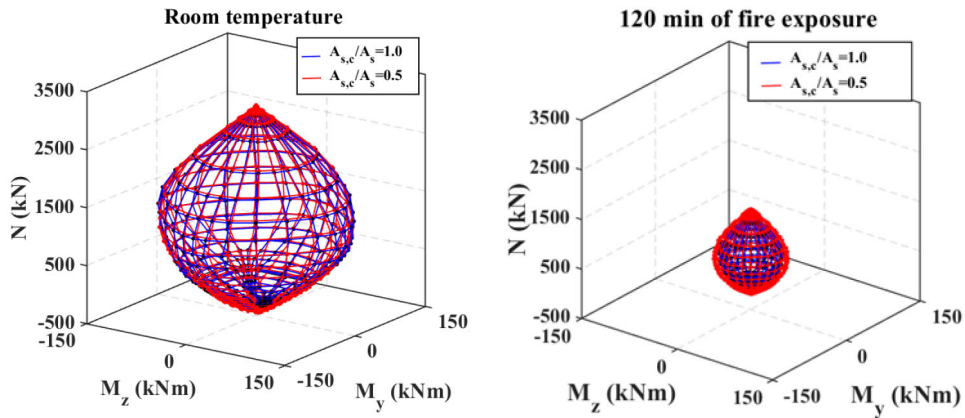 Room temperature
A_s,c/A_s=1.0
A_s,c/A_s=0.5
3500
2500
1500
500
-500
N (kN)
-150
0
150
M_z (kNm)
-150
0
150
M_y (kNm)
120 min of fire exposure
A_s,c/A_s=1.0
A_s,c/A_s=0.5
3500
2500
1500
500
-500
N (kN)
-150
0
150
M_z (kNm)
-150
0
150
M_y (kNm)